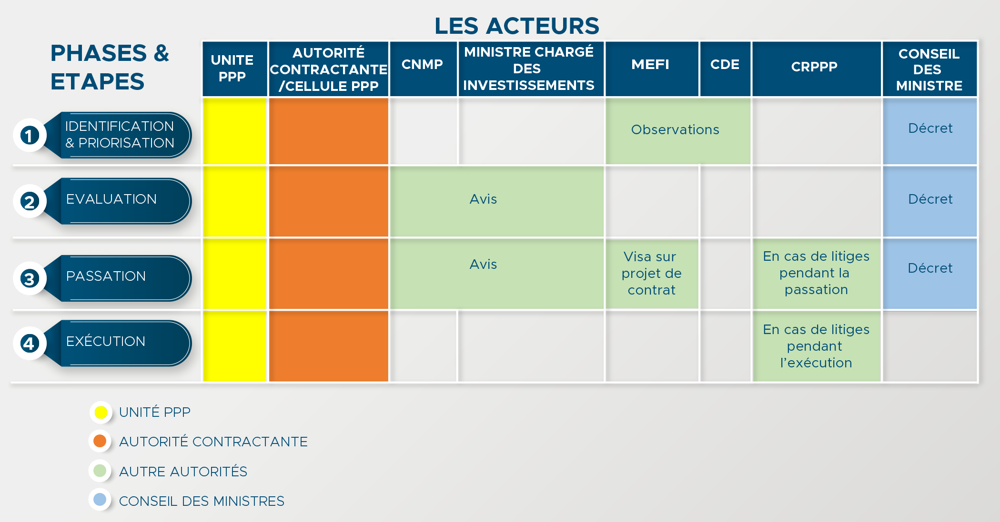 LES ACTEURS
PHASES &
ETAPES
UNITE
PPP
AUTORITÉ
CONTRACTANTE
/CELLULE PPP
CNMP
MINISTRE CHARGÉ
DES
INVESTISSEMENTS
MEFI
CDE
CRPPP
CONSEIL
DES
MINISTRE
1
IDENTIFICATION
& PRIORISATION
Observations
Décret
2
EVALUATION
Avis
Décret
3
PASSATION
Avis
Visa sur
projet de
contrat
En cas de litiges
pendant la
passation
Décret
4
EXÉCUTION
En cas de litiges
pendant
l'exécution
UNITÉ PPP
AUTORITÉ CONTRACTANTE
AUTRE AUTORITÉS
CONSEIL DES MINISTRES